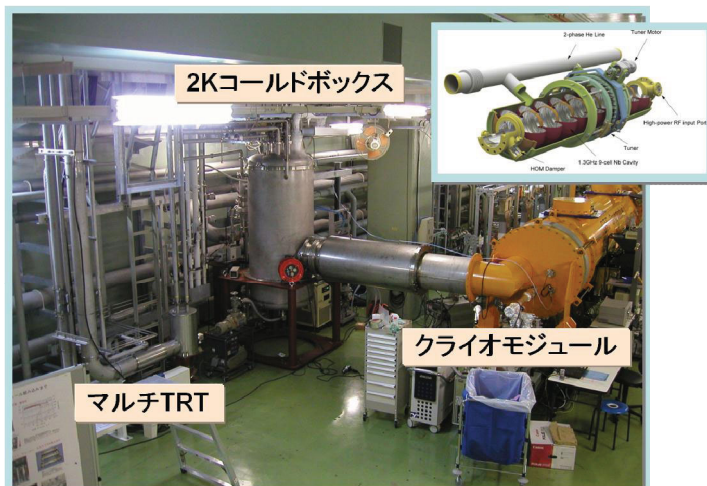 2Kコールドボックス
2-phase He Line
Tuner Motor
High-power RF input Port
Tuner
1.3GHz 9-cell Nb Cavity
HOM Damper
クライオモジュール
マルチTRT